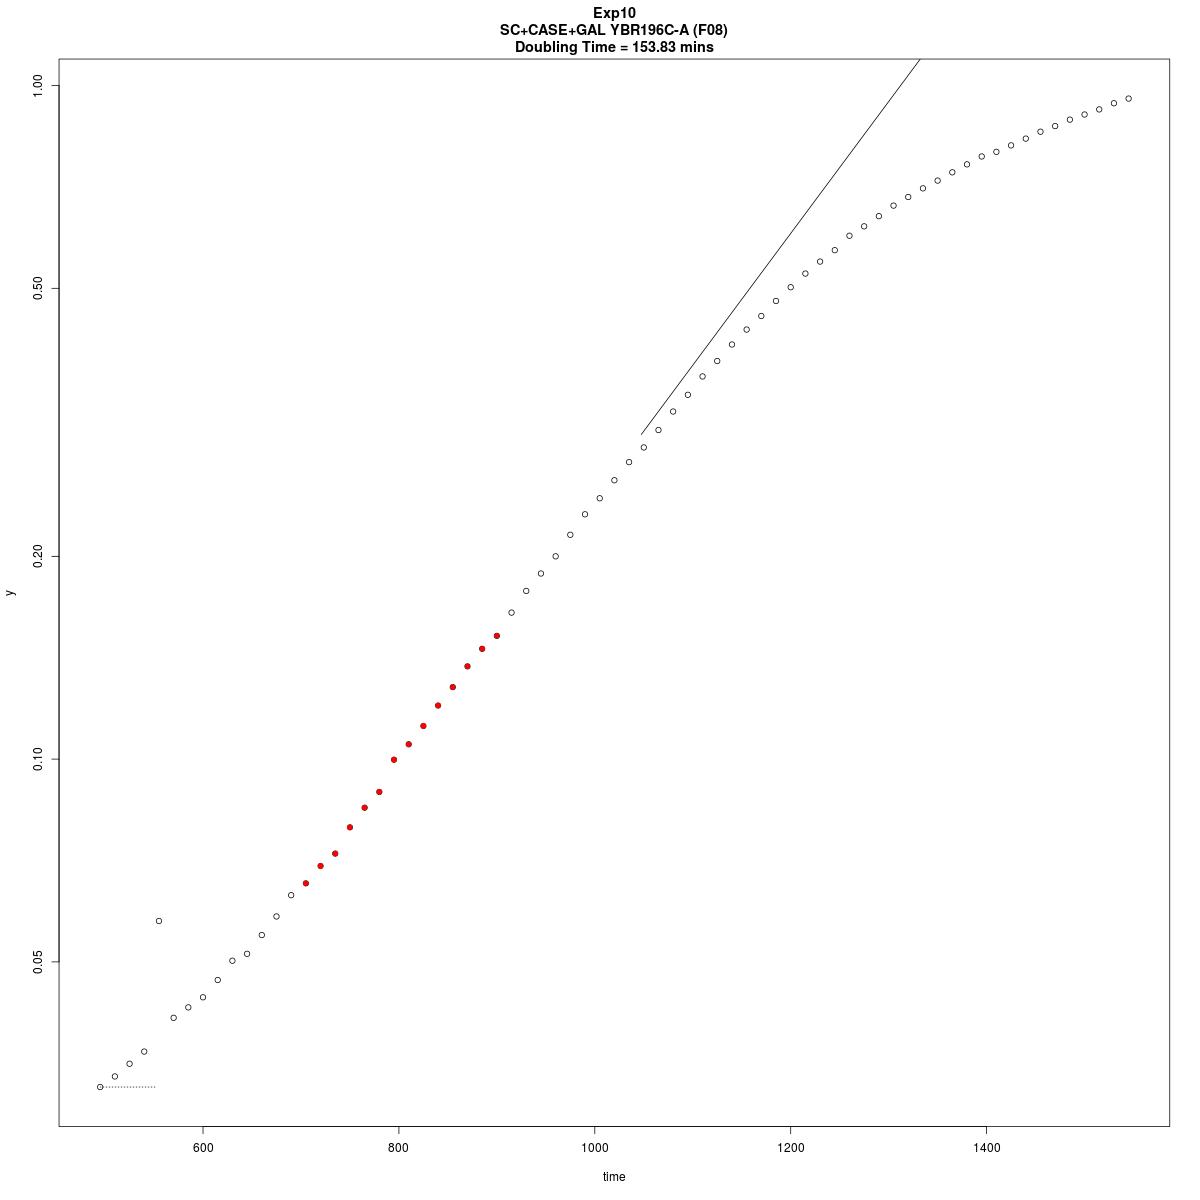 Exp10
SC+CASE+GAL YBR196C-A (F08)
Doubling Time = 153.83 mins
1.00
0.50
0.20
0.10
0.05
y
600 800 1000 1200 1400
time